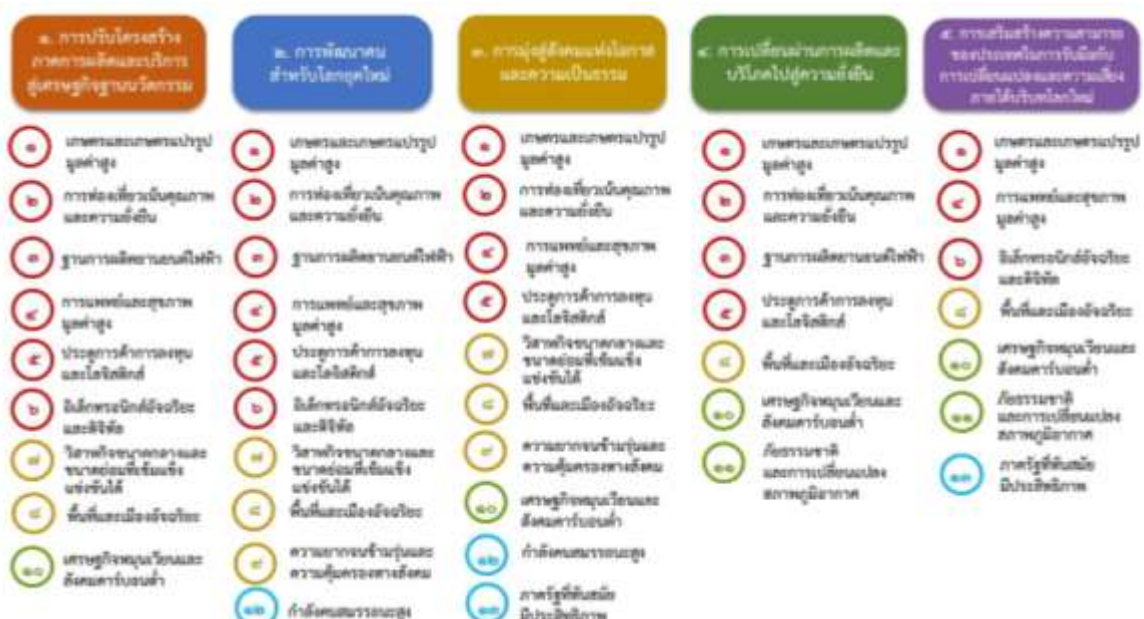 ๑. การปรับโครงสร้าง
ภาคการผลิตและบริการ
สู่เศรษฐกิจฐานนวัตกรรม
๑ เกษตรและเกษตรแปรรูป
มูลค่าสูง
๒ การท่องเที่ยวเน้นคุณภาพ
และความยั่งยืน
๓ ฐานการผลิตยานยนต์ไฟฟ้า
๔ การแพทย์และสุขภาพ
มูลค่าสูง
๕ ประตูการค้าการลงทุน
และโลจิสติกส์
๖ อิเล็กทรอนิกส์อัจฉริยะ
และดิจิทัล
๗ วิสาหกิจขนาดกลางและ
ขนาดย่อมที่เข้มแข็ง
แข่งขันได้
๘ พื้นที่และเมืองอัจฉริยะ
๑๐ เศรษฐกิจหมุนเวียนและ
สังคมคาร์บอนต่ำ
๒. การพัฒนาคน
สำหรับโลกยุคใหม่
๑ เกษตรและเกษตรแปรรูป
มูลค่าสูง
๒ การท่องเที่ยวเน้นคุณภาพ
และความยั่งยืน
๓ ฐานการผลิตยานยนต์ไฟฟ้า
๔ การแพทย์และสุขภาพ
มูลค่าสูง
๕ ประตูการค้าการลงทุน
และโลจิสติกส์
๖ อิเล็กทรอนิกส์อัจฉริยะ
และดิจิทัล
๗ วิสาหกิจขนาดกลางและ
ขนาดย่อมที่เข้มแข็ง
แข่งขันได้
๘ พื้นที่และเมืองอัจฉริยะ
๙ ความยากจนข้ามรุ่นและ
ความคุ้มครองทางสังคม
๑๒ กำลังคนสมรรถนะสูง
๓. การมุ่งสู่สังคมแห่งโอกาส
และความเป็นธรรม
๑ เกษตรและเกษตรแปรรูป
มูลค่าสูง
๒ การท่องเที่ยวเน้นคุณภาพ
และความยั่งยืน
๔ การแพทย์และสุขภาพ
มูลค่าสูง
๕ ประตูการค้าการลงทุน
และโลจิสติกส์
๗ วิสาหกิจขนาดกลางและ
ขนาดย่อมที่เข้มแข็ง
แข่งขันได้
๘ พื้นที่และเมืองอัจฉริยะ
๙ ความยากจนข้ามรุ่นและ
ความคุ้มครองทางสังคม
๑๐ เศรษฐกิจหมุนเวียนและ
สังคมคาร์บอนต่ำ
๑๒ กำลังคนสมรรถนะสูง
๑๓ ภาครัฐที่ทันสมัย
มีประสิทธิภาพ
๔. การเปลี่ยนผ่านการผลิตและ
บริโภคไปสู่ความยั่งยืน
๑ เกษตรและเกษตรแปรรูป
มูลค่าสูง
๒ การท่องเที่ยวเน้นคุณภาพ
และความยั่งยืน
๓ ฐานการผลิตยานยนต์ไฟฟ้า
๕ ประตูการค้าการลงทุน
และโลจิสติกส์
๘ พื้นที่และเมืองอัจฉริยะ
๑๐ เศรษฐกิจหมุนเวียนและ
สังคมคาร์บอนต่ำ
๑๑ ภัยธรรมชาติ
และการเปลี่ยนแปลง
สภาพภูมิอากาศ
๕. การเสริมสร้างความสามารถ
ของประเทศในการรับมือกับ
การเปลี่ยนแปลงและความเสี่ยง
ภายใต้บริบทโลกใหม่
๑ เกษตรและเกษตรแปรรูป
มูลค่าสูง
๔ การแพทย์และสุขภาพ
มูลค่าสูง
๖ อิเล็กทรอนิกส์อัจฉริยะ
และดิจิทัล
๘ พื้นที่และเมืองอัจฉริยะ
๑๐ เศรษฐกิจหมุนเวียนและ
สังคมคาร์บอนต่ำ
๑๑ ภัยธรรมชาติ
และการเปลี่ยนแปลง
สภาพภูมิอากาศ
๑๓ ภาครัฐที่ทันสมัย
มีประสิทธิภาพ